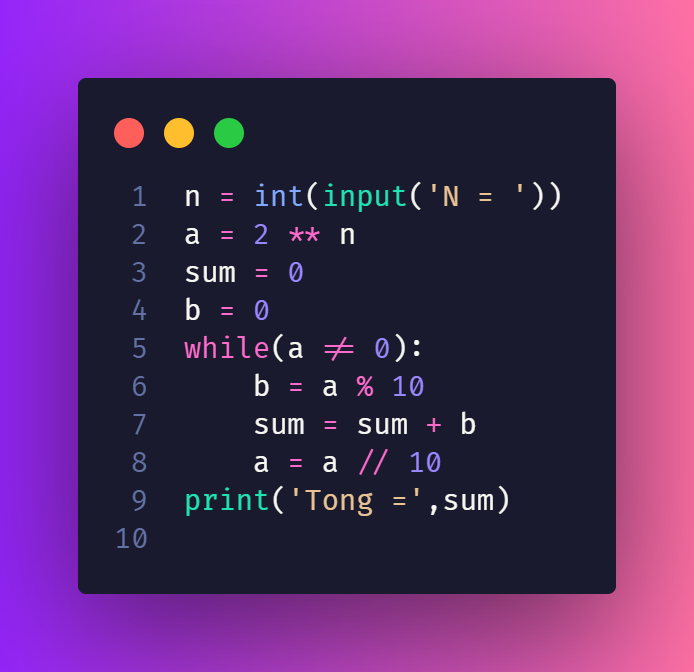 1 n = int(input('N = '))
2 a = 2 ** n
3 sum = 0
4 b = 0
5 while(a != 0):
6     b = a % 10
7     sum = sum + b
8     a = a // 10
9 print('Tong =',sum)
10